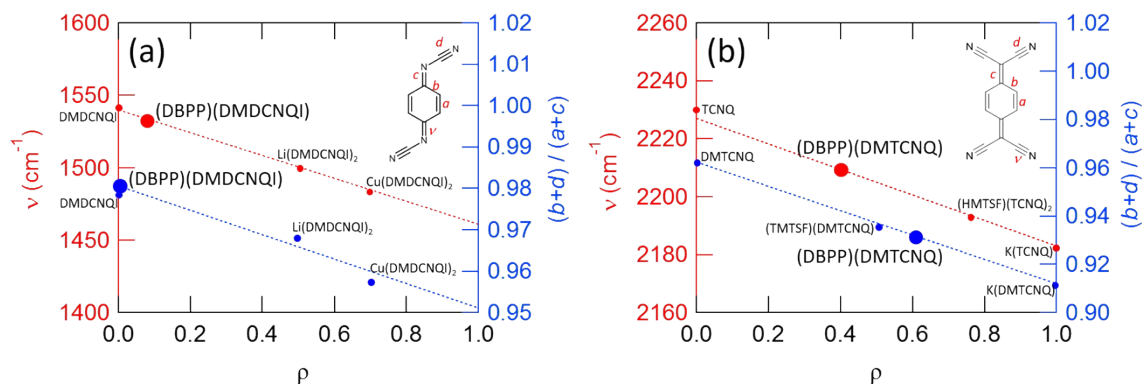 (a)
1600
1550
1500
1450
1400
ν (cm⁻¹)
1.02
1.01
1.00
0.99
0.98
0.97
0.96
0.95
(b+d) / (a+c)
0.0
0.2
0.4
0.6
0.8
1.0
ρ
DMDCNQI
(DBPP)(DMDCNQI)
Li(DMDCNQI)₂
Cu(DMDCNQI)₂
(DBPP)(DMDCNQI)
DMDCNQI
Li(DMDCNQI)₂
Cu(DMDCNQI)₂
d
N
N
c
b
a
N
ν
N
(b)
2260
2240
2220
2200
2180
2160
ν (cm⁻¹)
1.02
1.00
0.98
0.96
0.94
0.93
0.91
0.90
(b+d) / (a+c)
0.0
0.2
0.4
0.6
0.8
1.0
ρ
TCNQ
(DBPP)(DMTCNQ)
DMTCNQ
(HMTSF)(TCNQ)₂
(TMTSF)(DMTCNQ)
K(TCNQ)
(DBPP)(DMTCNQ)
K(DMTCNQ)
N
d
N
c
b
a
N
N
ν